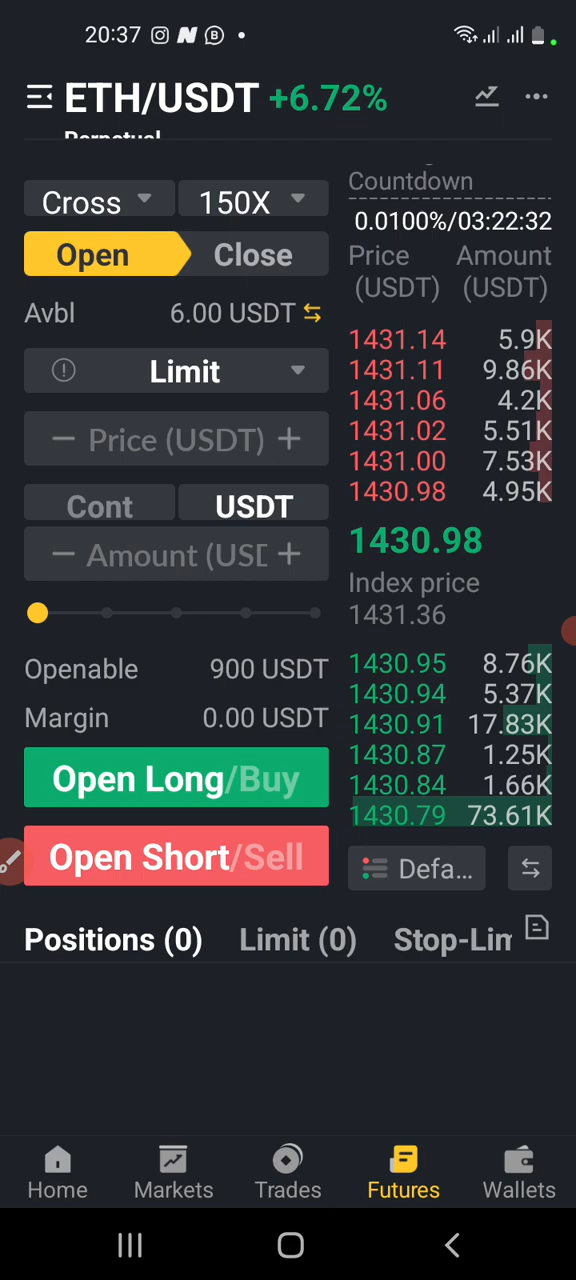 20:37
ETH/USDT +6.72%
Perpetual
Cross 150X
Open Close
Avbl 6.00 USDT
Limit
Price (USDT)
Cont USDT
Amount (USD
Openable 900 USDT
Margin 0.00 USDT
Open Long/Buy
Open Short/Sell
Countdown
0.0100%/03:22:32
Price Amount
(USDT) (USDT)
1431.14 5.9K
1431.11 9.86K
1431.06 4.2K
1431.02 5.51K
1431.00 7.53K
1430.98 4.95K
1430.98
Index price
1431.36
1430.95 8.76K
1430.94 5.37K
1430.91 17.83K
1430.87 1.25K
1430.84 1.66K
1430.79 73.61K
Defa...
Positions (0) Limit (0) Stop-Lim
Home Markets Trades Futures Wallets